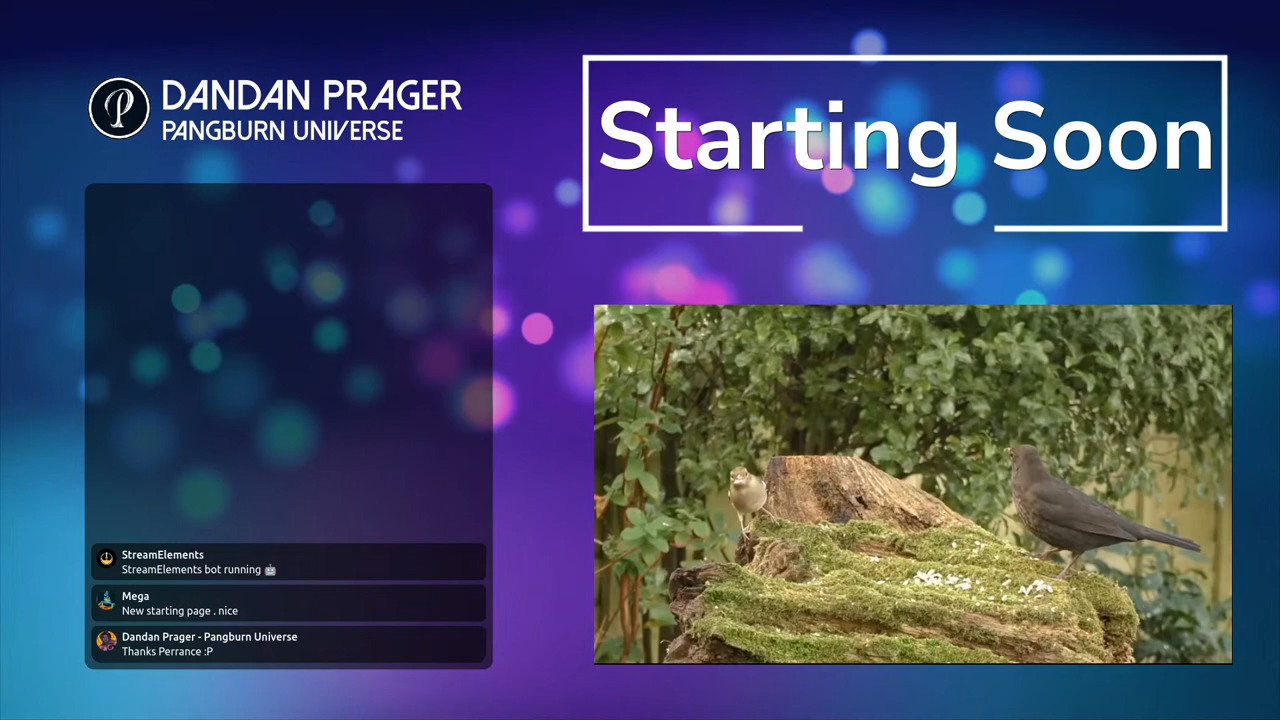 P
DANDAN PRAGER
PANGBURN UNIVERSE
Starting Soon
StreamElements
StreamElements bot running 🤖
Mega
New starting page . nice
Dandan Prager - Pangburn Universe
Thanks Perrance :P